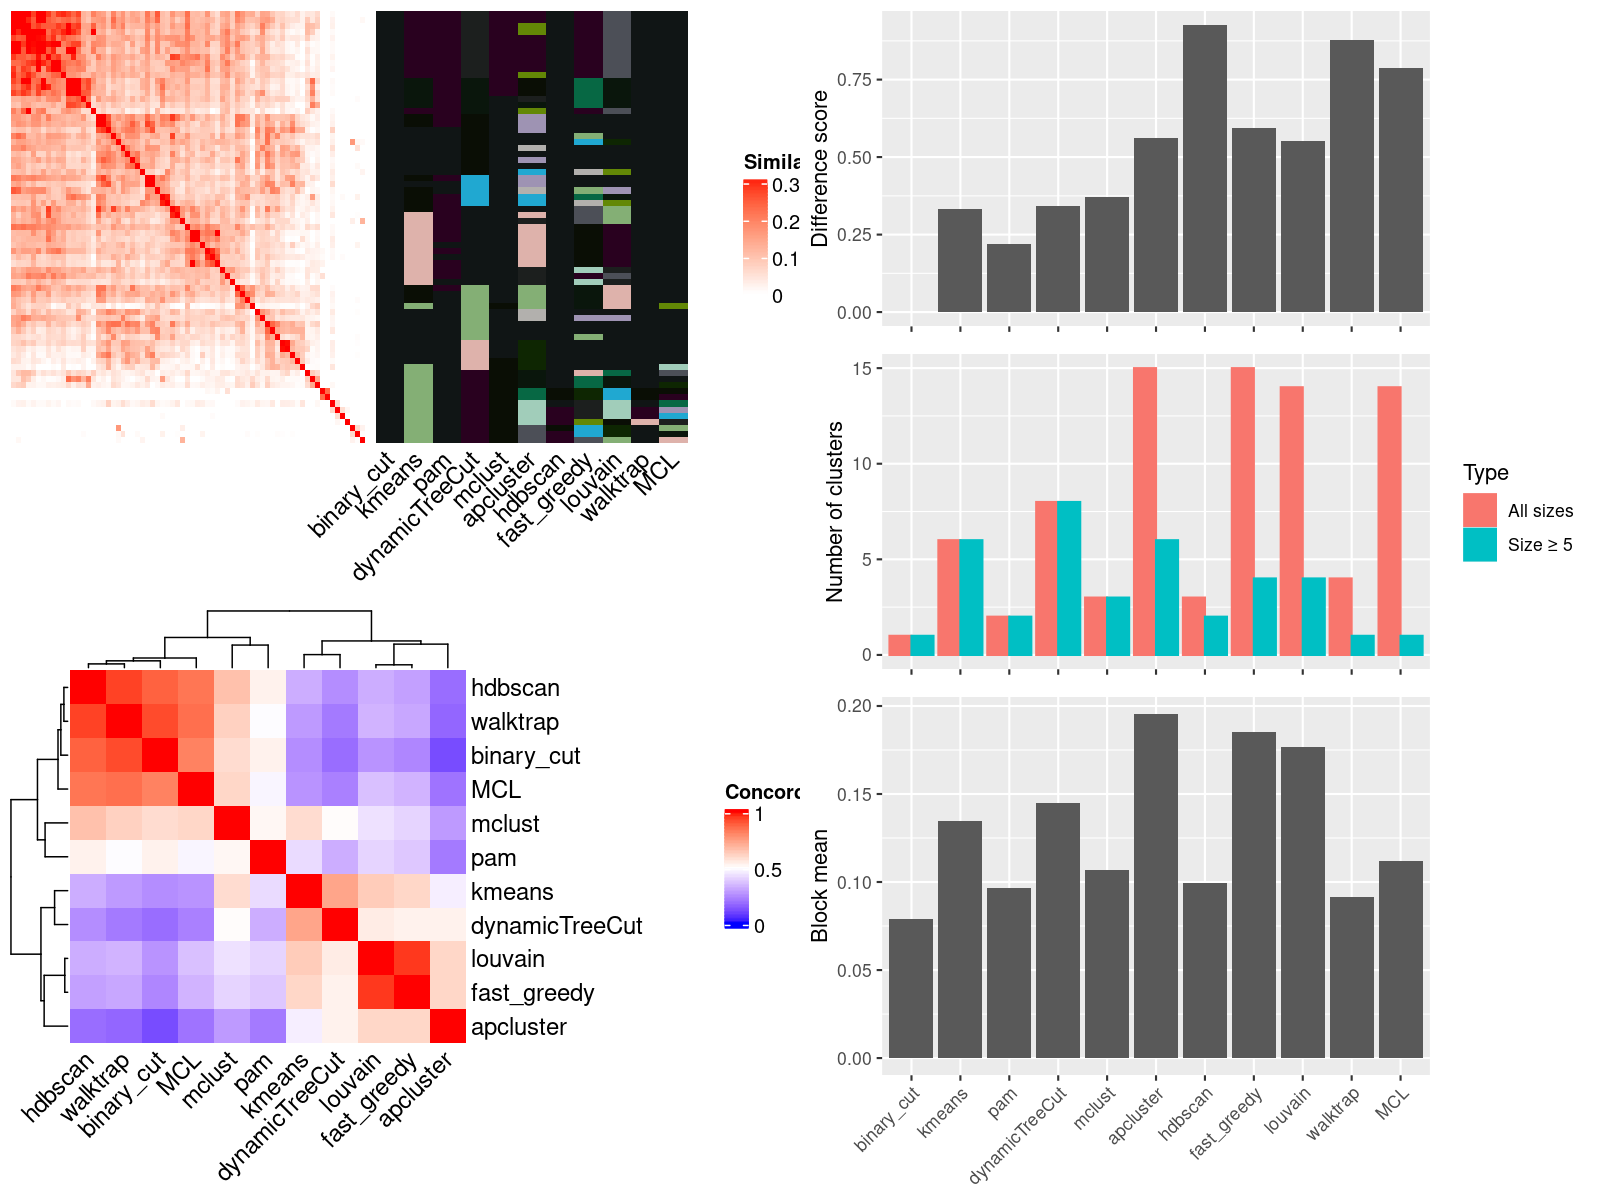 Simila
0.3
0.2
0.1
0
binary_cut
kmeans
pam
dynamicTreeCut
mclust
apcluster
hdbscan
fast_greedy
louvain
walktrap
MCL
hdbscan
walktrap
binary_cut
MCL
mclust
pam
kmeans
dynamicTreeCut
louvain
fast_greedy
apcluster
hdbscan
walktrap
binary_cut
MCL
mclust
pam
kmeans
dynamicTreeCut
louvain
fast_greedy
apcluster
Concord
1
0.5
0
Difference score
0.75
0.50
0.25
0.00
Number of clusters
15
10
5
0
Type
All sizes
Size ≥ 5
Block mean
0.20
0.15
0.10
0.05
0.00
binary_cut
kmeans
pam
dynamicTreeCut
mclust
apcluster
hdbscan
fast_greedy
louvain
walktrap
MCL